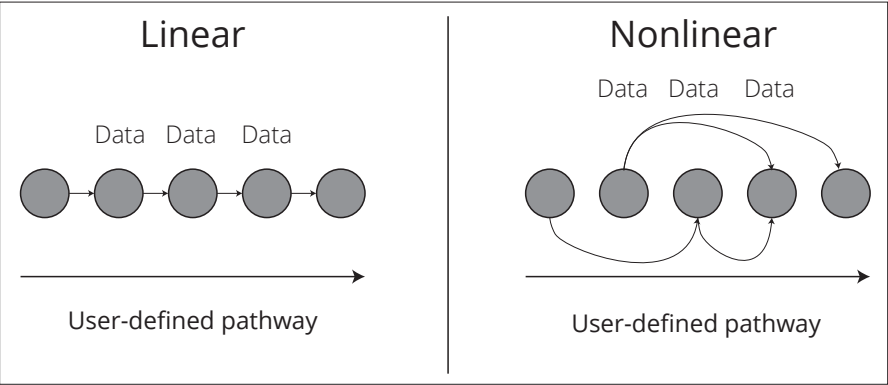 Linear
Data Data Data
User-defined pathway
Nonlinear
Data Data Data
User-defined pathway